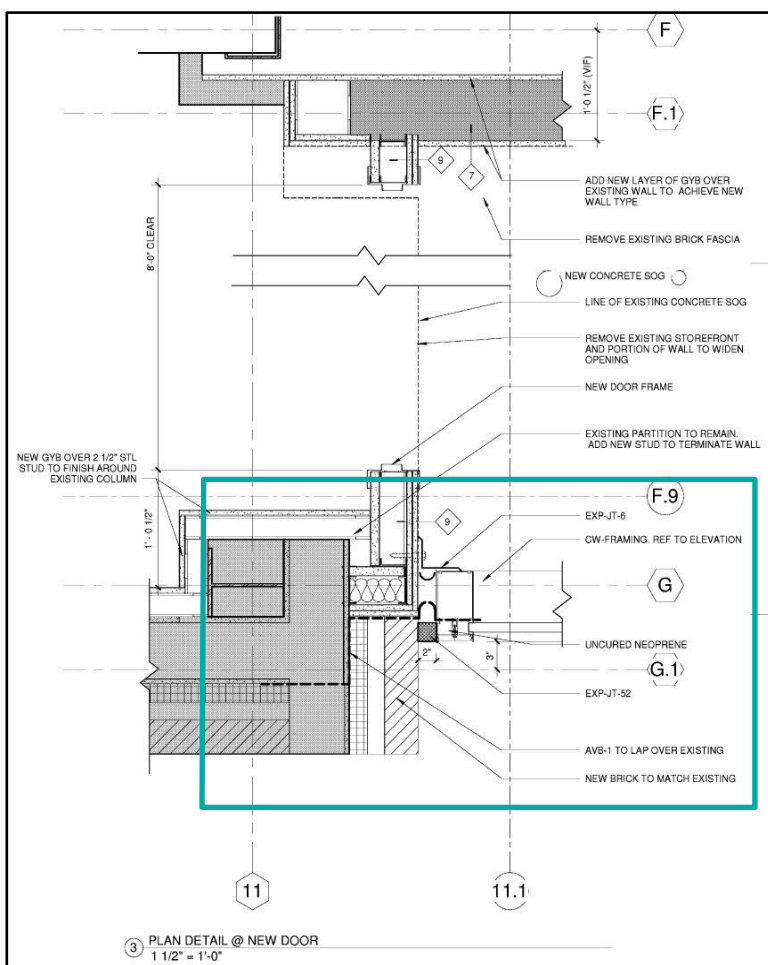 F
1'-0 1/2" (VIF)
F.1
9
7
ADD NEW LAYER OF GYB OVER
EXISTING WALL TO ACHIEVE NEW
WALL TYPE
8'-0" CLEAR
REMOVE EXISTING BRICK FASCIA
NEW CONCRETE SOG
LINE OF EXISTING CONCRETE SOG
REMOVE EXISTING STOREFRONT
AND PORTION OF WALL TO WIDEN
OPENING
NEW DOOR FRAME
EXISTING PARTITION TO REMAIN.
ADD NEW STUD TO TERMINATE WALL
NEW GYB OVER 2 1/2" STL
STUD TO FINISH AROUND
EXISTING COLUMN
F.9
1' - 0 1/2"
9
EXP-JT-6
CW-FRAMING. REF TO ELEVATION
G
UNCURED NEOPRENE
2"
3"
G.1
EXP-JT-52
AVB-1 TO LAP OVER EXISTING
NEW BRICK TO MATCH EXISTING
11
11.1
3 PLAN DETAIL @ NEW DOOR
1 1/2" = 1'-0"